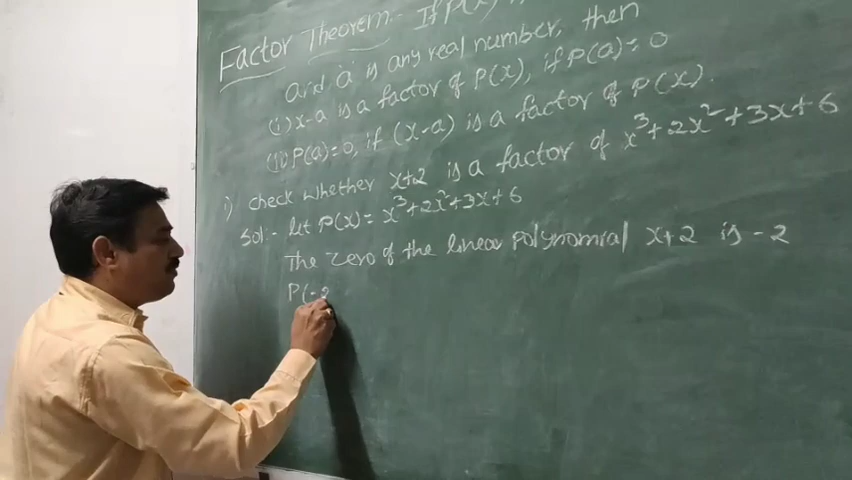 Factor Theorem:- If P(x)
and 'a' is any real number, then
(i) x-a is a factor of P(x), if P(a)=0
(ii) P(a)=0, if (x-a) is a factor of P(x).
1) Check whether x+2 is a factor of x³+2x²+3x+6
Sol:- let P(x)= x³+2x²+3x+6
The zero of the linear polynomial x+2 is -2
P(-2